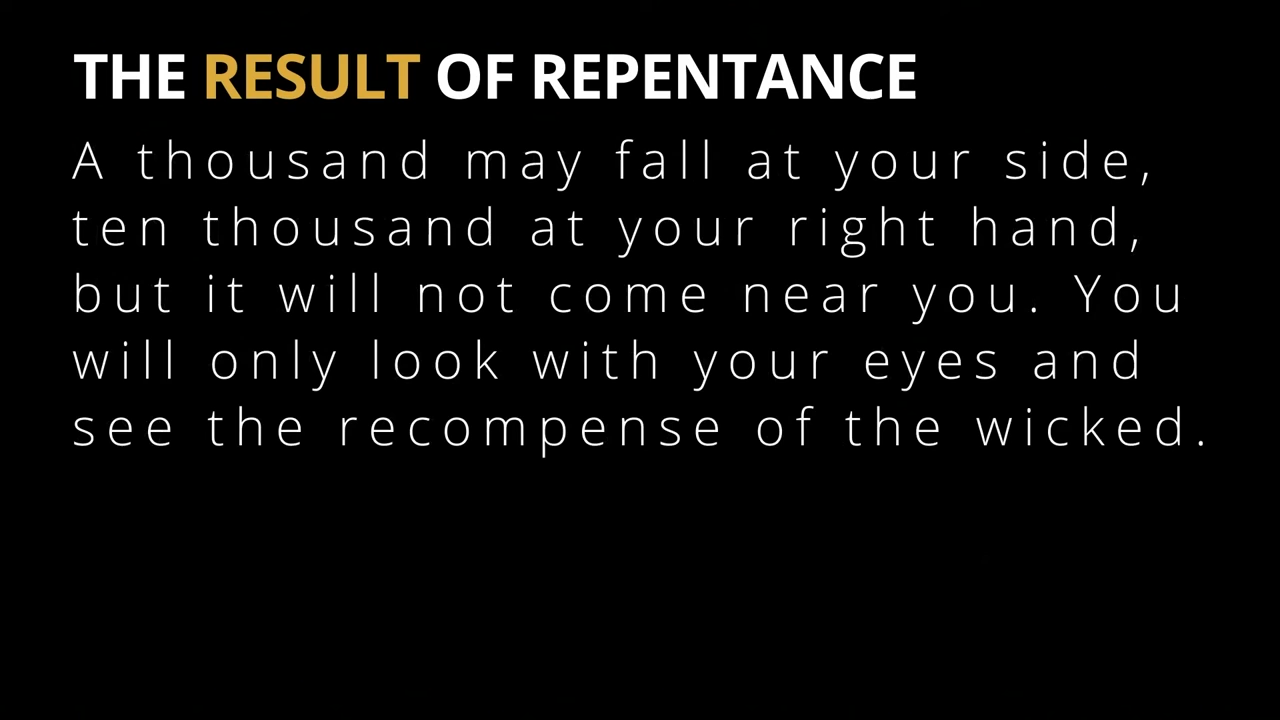 THE RESULT OF REPENTANCE
A thousand may fall at your side,
ten thousand at your right hand,
but it will not come near you. You
will only look with your eyes and
see the recompense of the wicked.